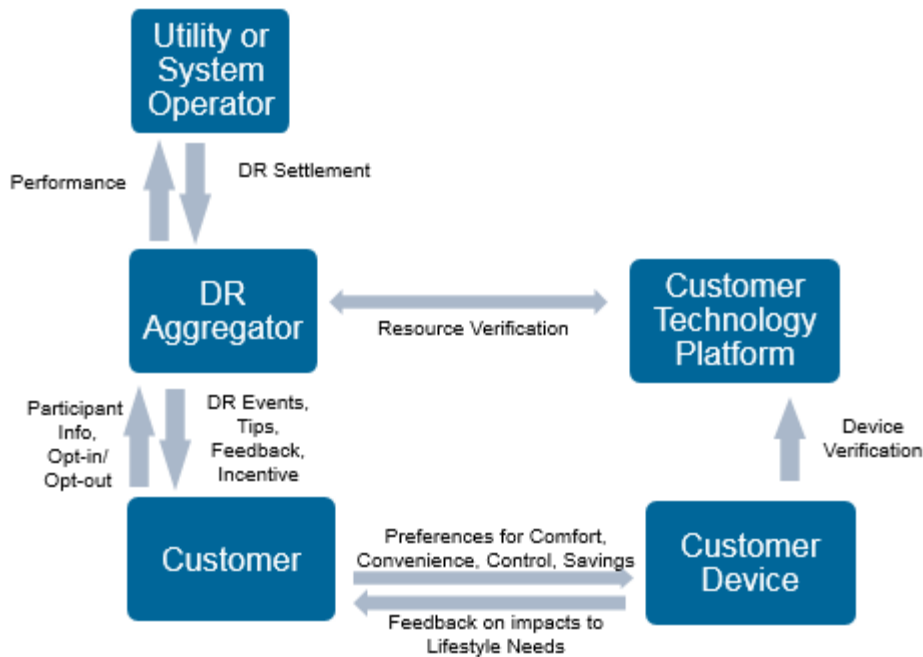 Utility or
System
Operator
Performance
DR Settlement
DR
Aggregator
Resource Verification
Customer
Technology
Platform
Participant
Info,
Opt-in/
Opt-out
DR Events,
Tips,
Feedback,
Incentive
Device
Verification
Customer
Preferences for Comfort,
Convenience, Control, Savings
Feedback on impacts to
Lifestyle Needs
Customer
Device